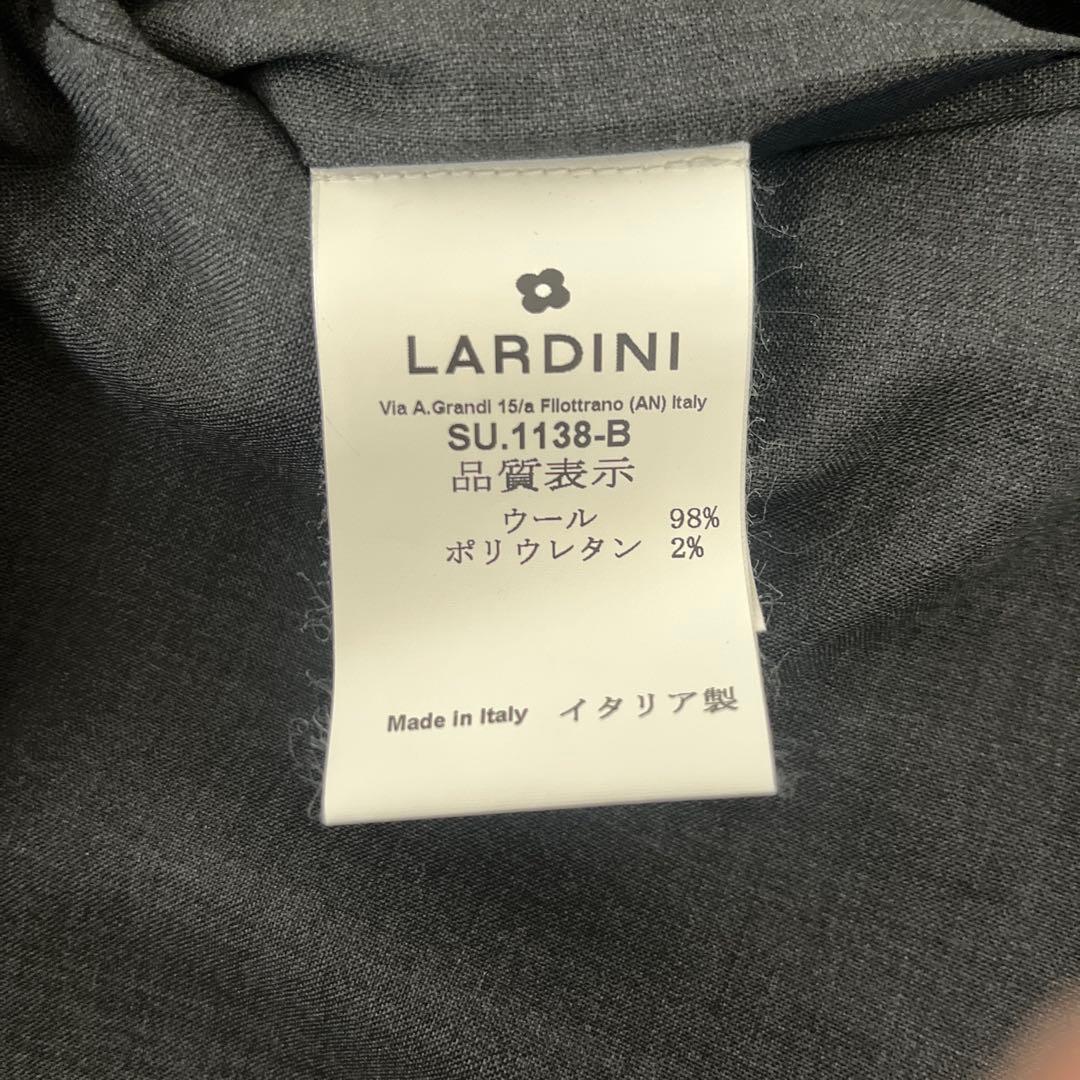 LARDINI
Via A.Grandi 15/a Filottrano (AN) Italy
SU.1138-B
品質表示
ウール 98%
ポリウレタン 2%
Made in Italy イタリア製